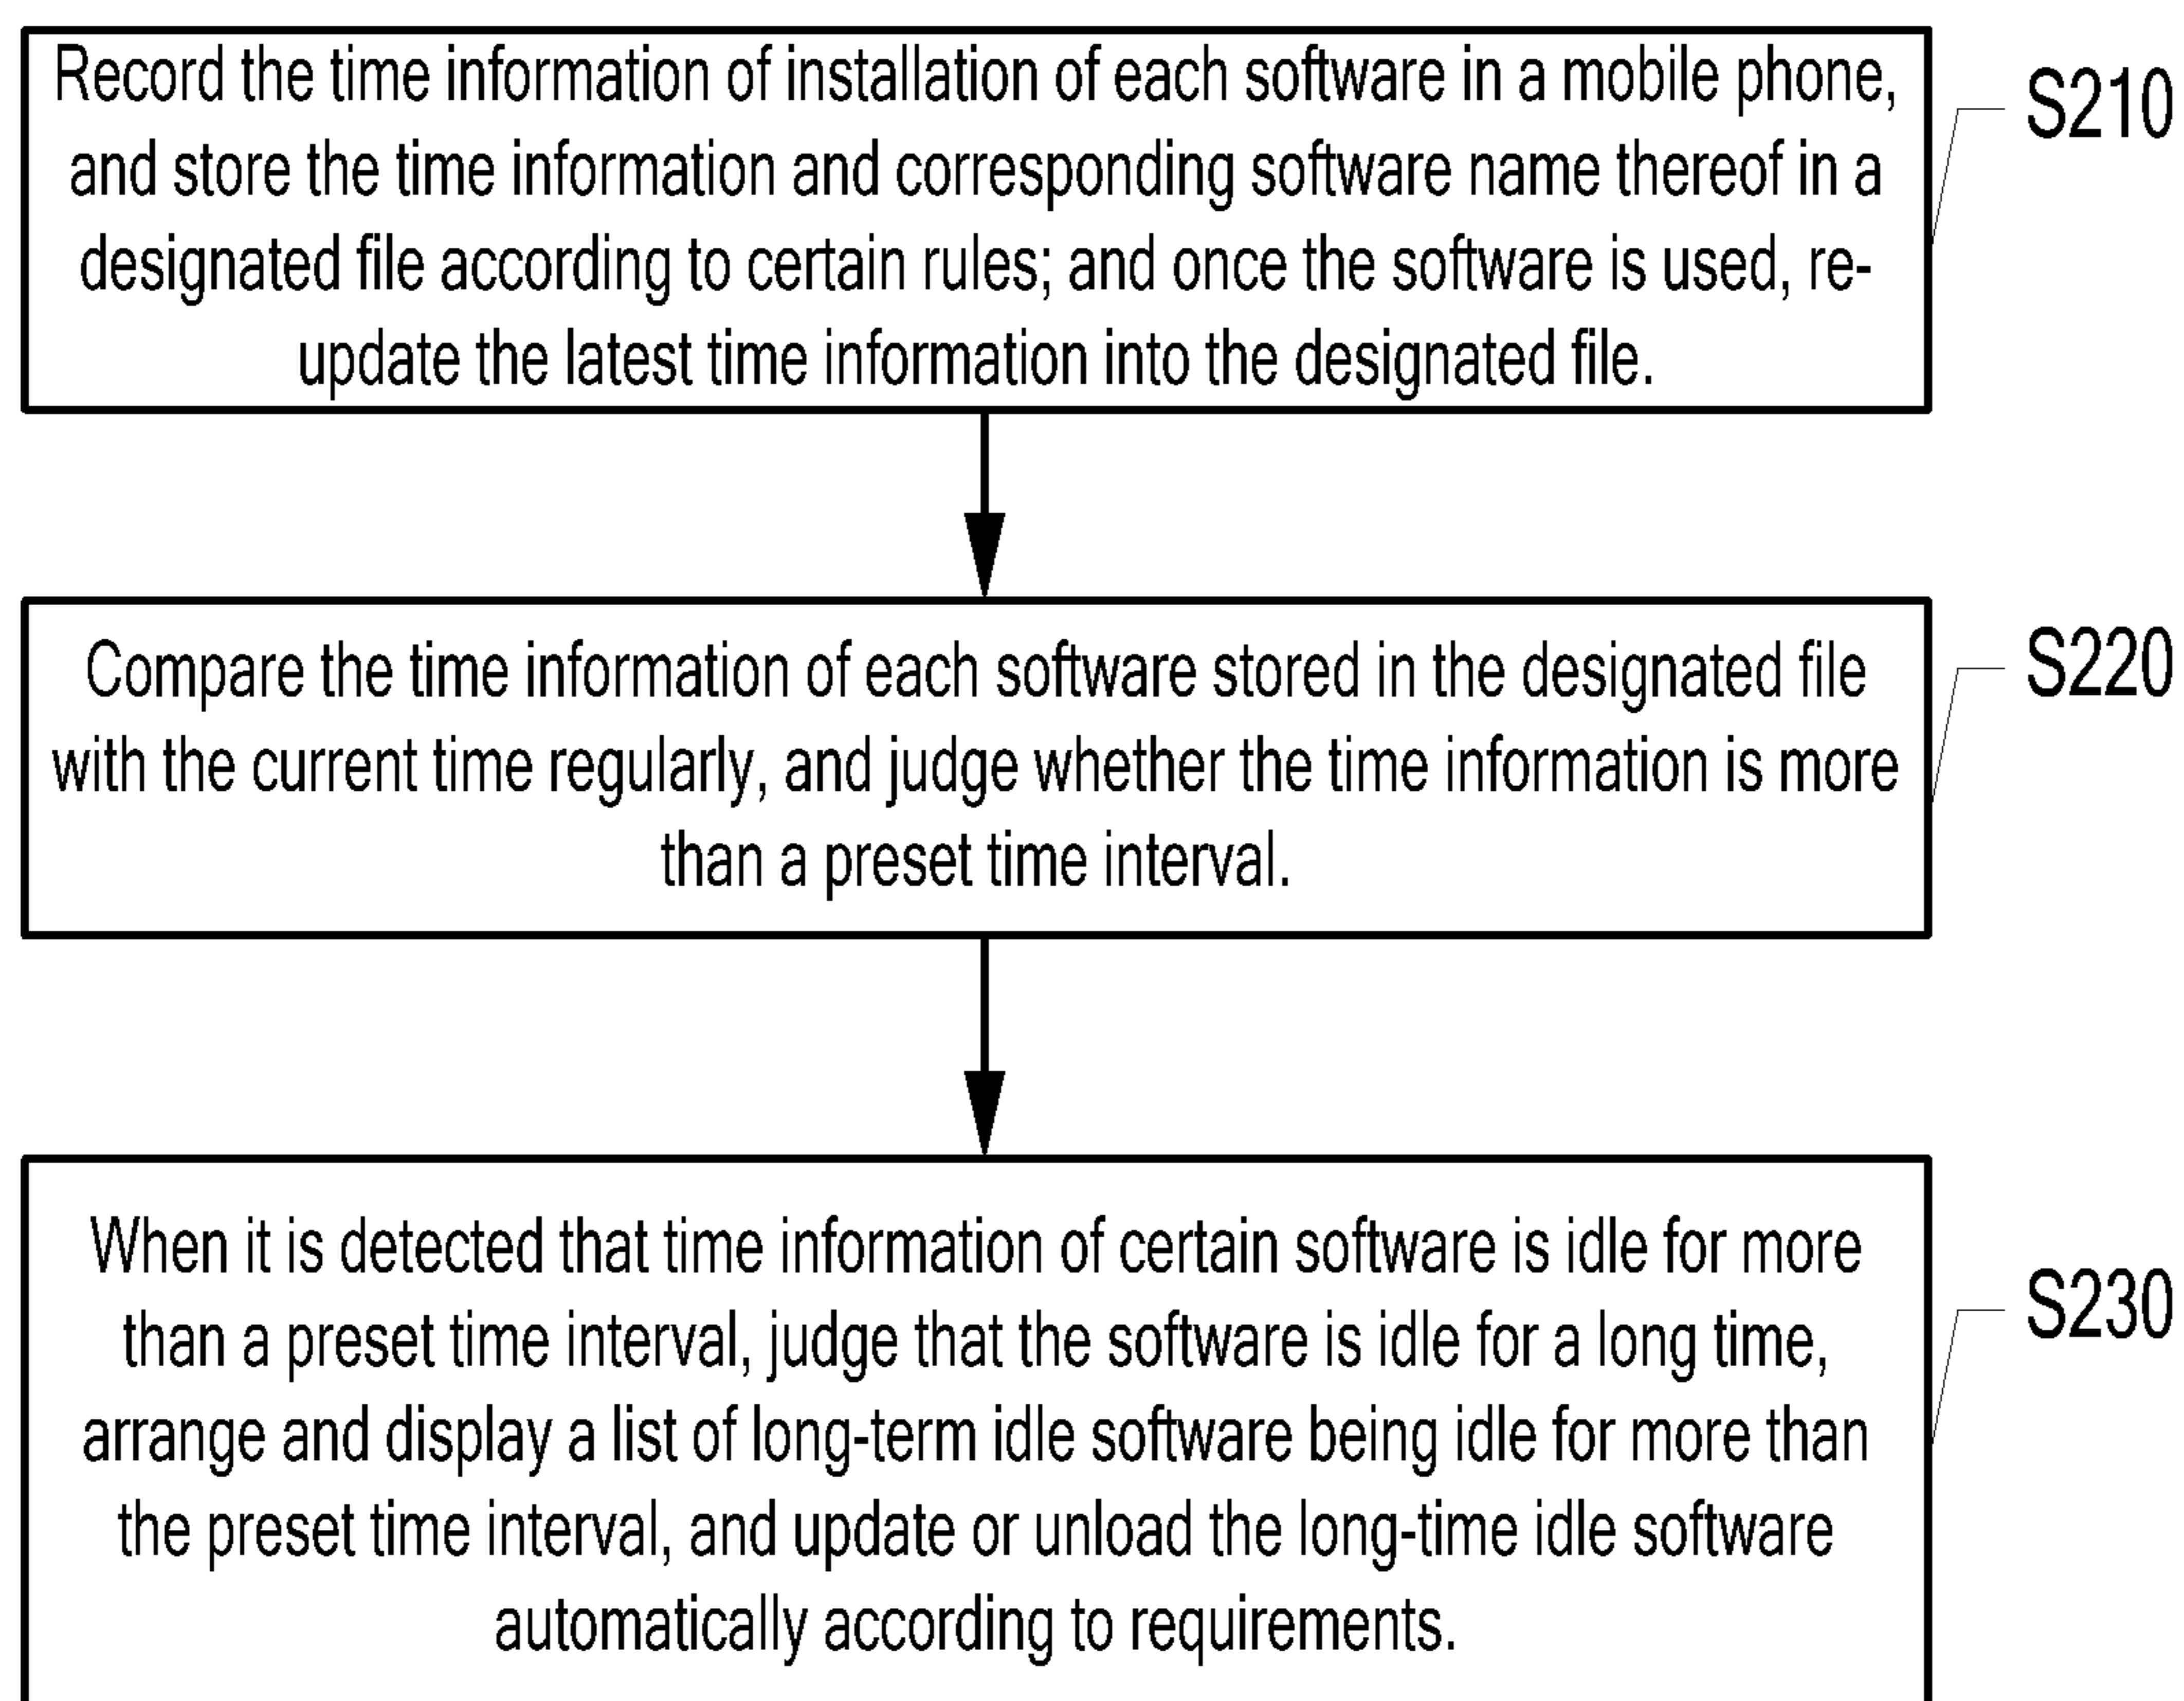 Record the time information of installation of each software in a mobile phone,
and store the time information and corresponding software name thereof in a
designated file according to certain rules; and once the software is used, re-
update the latest time information into the designated file.
S210
Compare the time information of each software stored in the designated file
with the current time regularly, and judge whether the time information is more
than a preset time interval.
S220
When it is detected that time information of certain software is idle for more
than a preset time interval, judge that the software is idle for a long time,
arrange and display a list of long-term idle software being idle for more than
the preset time interval, and update or unload the long-time idle software
automatically according to requirements.
S230